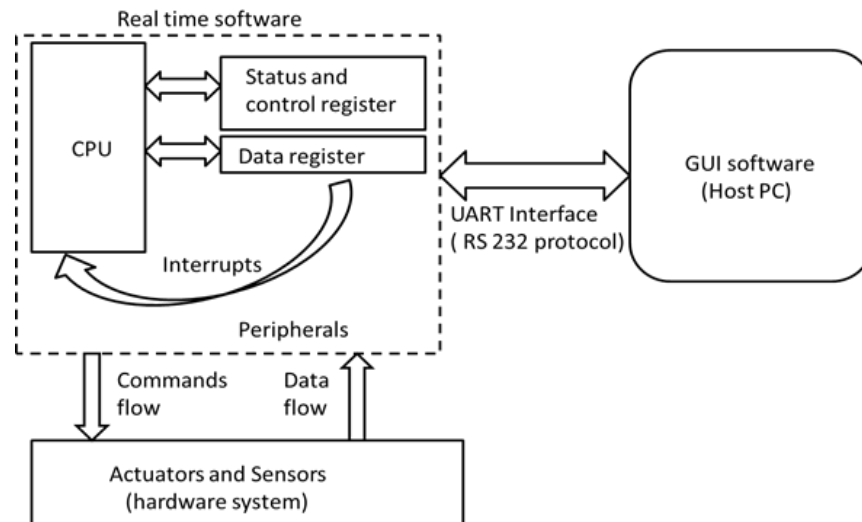 Real time software
CPU
Status and
control register
Data register
Interrupts
Peripherals
UART Interface
( RS 232 protocol)
GUI software
(Host PC)
Commands
flow
Data
flow
Actuators and Sensors
(hardware system)